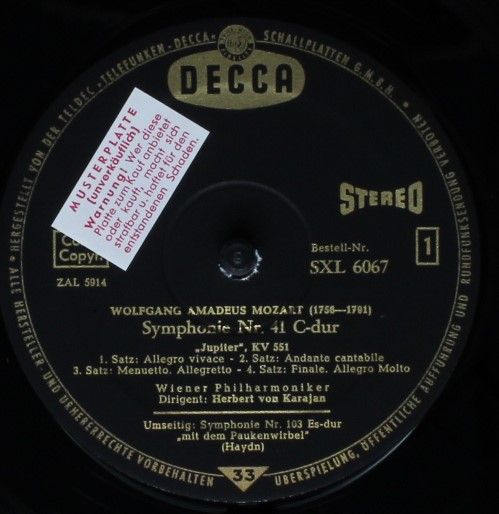 HERGESTELLT VON DER TELDEC »TELEFUNKEN-DECCA« SCHALLPLATTEN G.M.B.H.
DECCA
MUSTERPLATTE
(unverkäuflich)
Warnung! Wer diese
Platte zum Kauf anbietet
oder kauft, macht sich
strafbar u. haftet für den
entstandenen Schaden.
STEREO
Copyr
ZAL 5914
Bestell-Nr.
SXL 6067
1
WOLFGANG AMADEUS MOZART (1756—1791)
Symphonie Nr. 41 C-dur
„Jupiter", KV 551
1. Satz: Allegro vivace - 2. Satz: Andante cantabile
3. Satz: Menuetto. Allegretto - 4. Satz: Finale. Allegro Molto
Wiener Philharmoniker
Dirigent: Herbert von Karajan
Umseitig: Symphonie Nr. 103 Es-dur
„mit dem Paukenwirbel"
(Haydn)
33
ALLE HERSTELLER UND URHEBERRECHTE VORBEHALTEN
ÜBERSPIELUNG, ÖFFENTLICHE AUFFÜHRUNG UND RUNDFUNKSENDUNG VERBOTEN